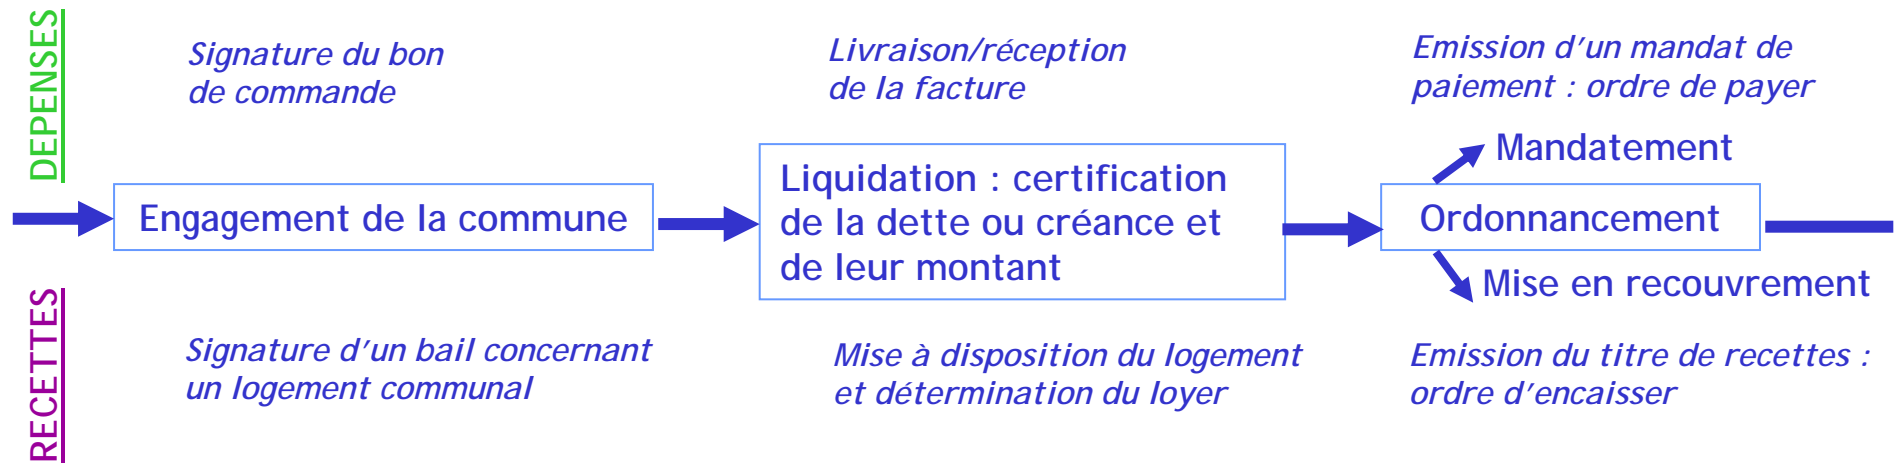 DEPENSES
Signature du bon
de commande
Livraison/réception
de la facture
Emission d’un mandat de
paiement : ordre de payer
Mandatement
Engagement de la commune
Liquidation : certification
de la dette ou créance et
de leur montant
Ordonnancement
Mise en recouvrement
RECETTES
Signature d’un bail concernant
un logement communal
Mise à disposition du logement
et détermination du loyer
Emission du titre de recettes :
ordre d’encaisser